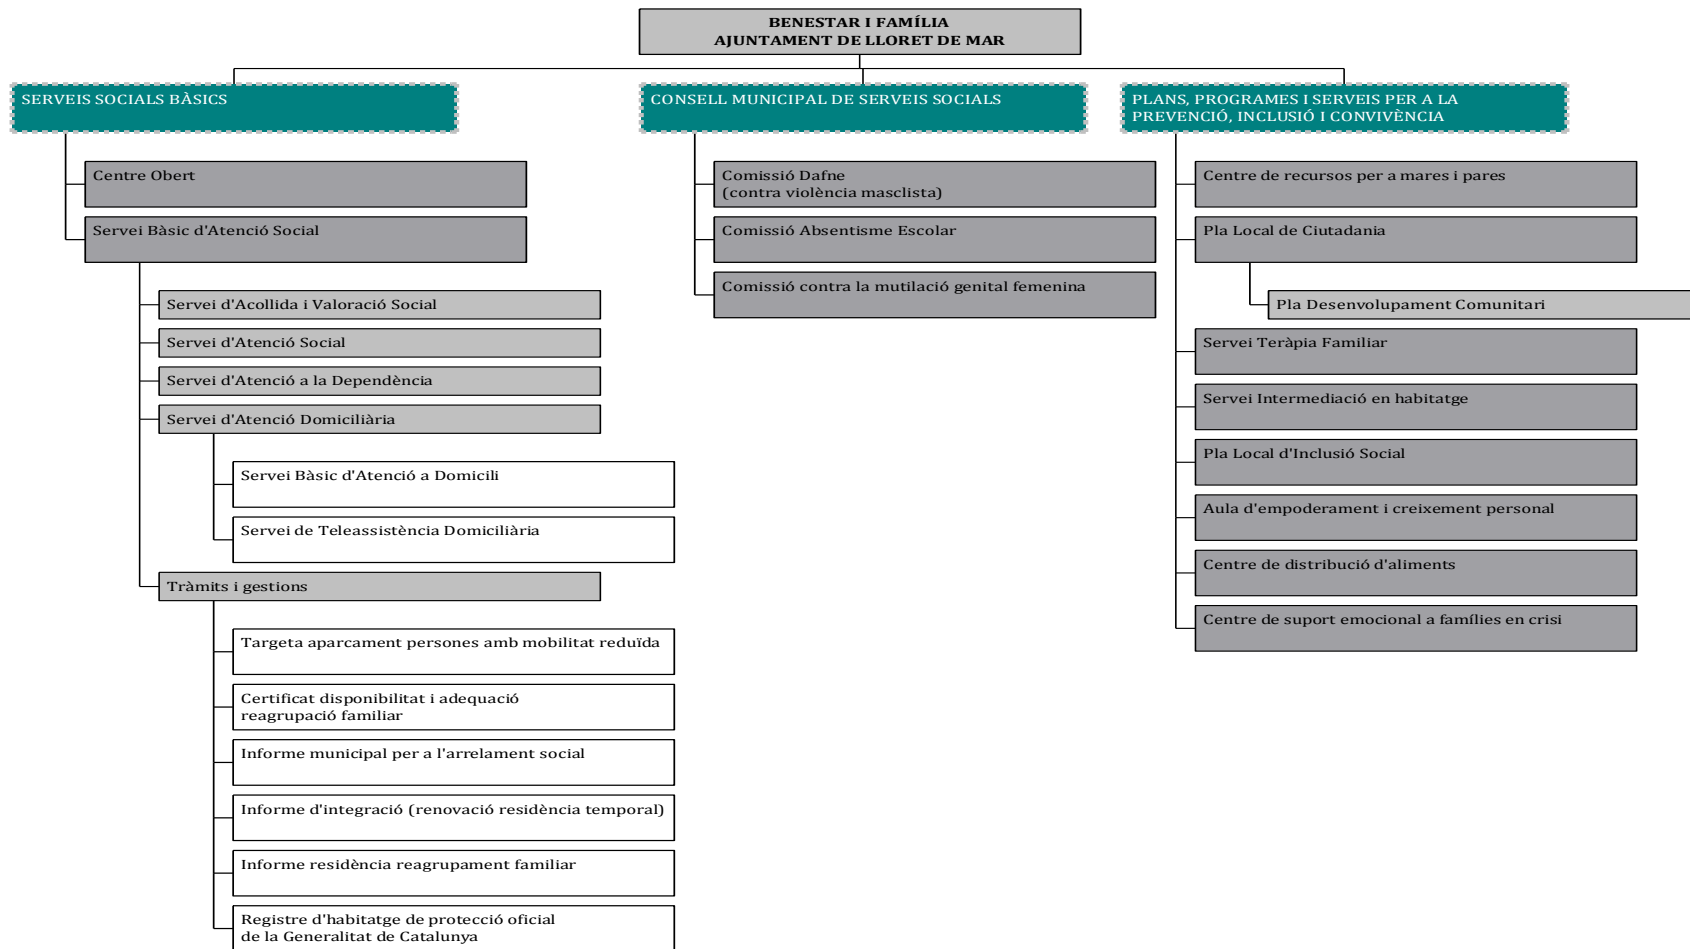 BENESTAR I FAMÍLIA
AJUNTAMENT DE LLORET DE MAR
SERVEIS SOCIALS BÀSICS
Centre Obert
Servei Bàsic d'Atenció Social
Servei d'Acollida i Valoració Social
Servei d'Atenció Social
Servei d'Atenció a la Dependència
Servei d'Atenció Domiciliària
Servei Bàsic d'Atenció a Domicili
Servei de Teleassistència Domiciliària
Tràmits i gestions
Targeta aparcament persones amb mobilitat reduïda
Certificat disponibilitat i adequació
reagrupació familiar
Informe municipal per a l'arrelament social
Informe d'integració (renovació residència temporal)
Informe residència reagrupament familiar
Registre d'habitatge de protecció oficial
de la Generalitat de Catalunya
CONSELL MUNICIPAL DE SERVEIS SOCIALS
Comissió Dafne
(contra violència masclista)
Comissió Absentisme Escolar
Comissió contra la mutilació genital femenina
PLANS, PROGRAMES I SERVEIS PER A LA
PREVENCIÓ, INCLUSIÓ I CONVIVÈNCIA
Centre de recursos per a mares i pares
Pla Local de Ciutadania
Pla Desenvolupament Comunitari
Servei Teràpia Familiar
Servei Intermediació en habitatge
Pla Local d'Inclusió Social
Aula d'empoderament i creixement personal
Centre de distribució d'aliments
Centre de suport emocional a famílies en crisi